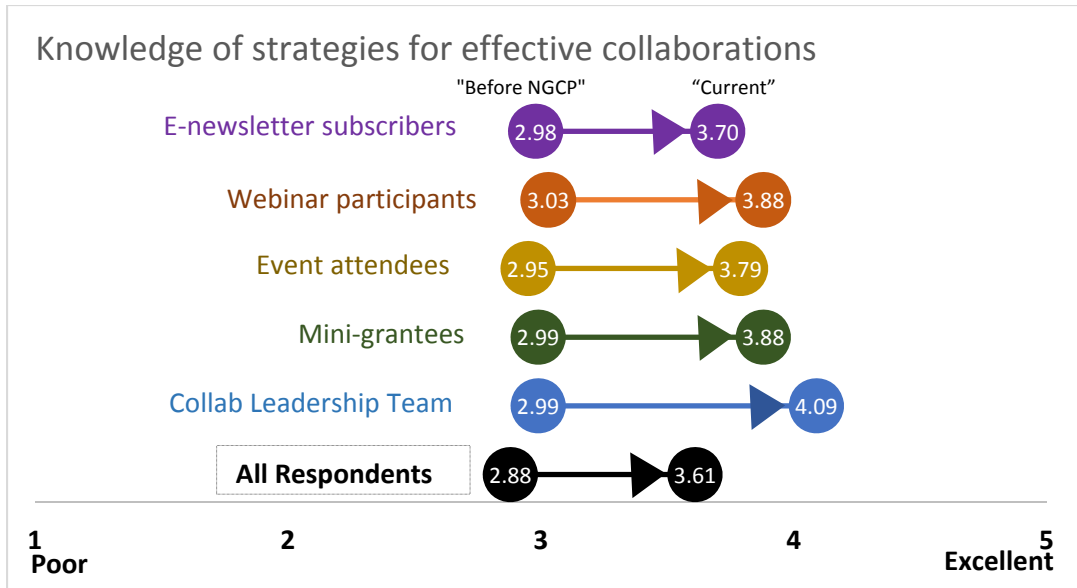 Knowledge of strategies for effective collaborations
"Before NGCP" “Current”
E-newsletter subscribers 2.98 3.70
Webinar participants 3.03 3.88
Event attendees 2.95 3.79
Mini-grantees 2.99 3.88
Collab Leadership Team 2.99 4.09
All Respondents 2.88 3.61
1 2 3 4 5
Poor Excellent